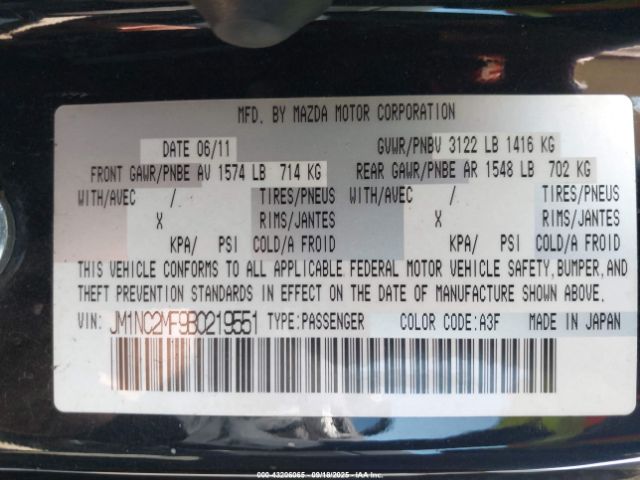 MFD. BY MAZDA MOTOR CORPORATION
DATE 06/11 GVWR/PNBV 3122 LB 1416 KG
FRONT GAWR/PNBE AV 1574 LB 714 KG REAR GAWR/PNBE AR 1548 LB 702 KG
WITH/AVEC / TIRES/PNEUS WITH/AVEC / TIRES/PNEUS
X RIMS/JANTES X RIMS/JANTES
KPA/ PSI COLD/A FROID KPA/ PSI COLD/A FROID
THIS VEHICLE CONFORMS TO ALL APPLICABLE FEDERAL MOTOR VEHICLE SAFETY,BUMPER,AND
THEFT PREVENTION STANDARDS IN EFFECT ON THE DATE OF MANUFACTURE SHOWN ABOVE.
VIN: JM1NC2MF9B0219551 TYPE:PASSENGER COLOR CODE:A3F MADE IN JAPAN
000-43206065 - 09/18/2025 - IAA Inc.